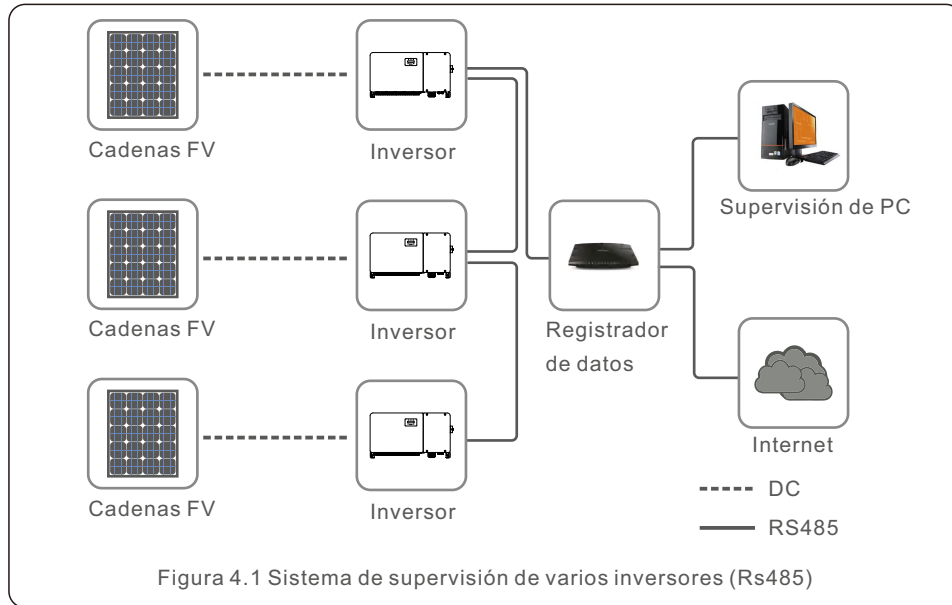 Cadenas FV
Inversor
Supervisión de PC
Cadenas FV
Inversor
Registrador
de datos
Cadenas FV
Inversor
Internet
DC
RS485
Figura 4.1 Sistema de supervisión de varios inversores (Rs485)